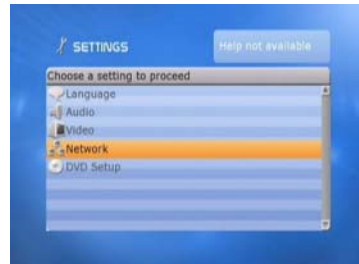 SETTINGS
Help not available
Choose a setting to proceed
Language
Audio
Video
Network
DVD Setup